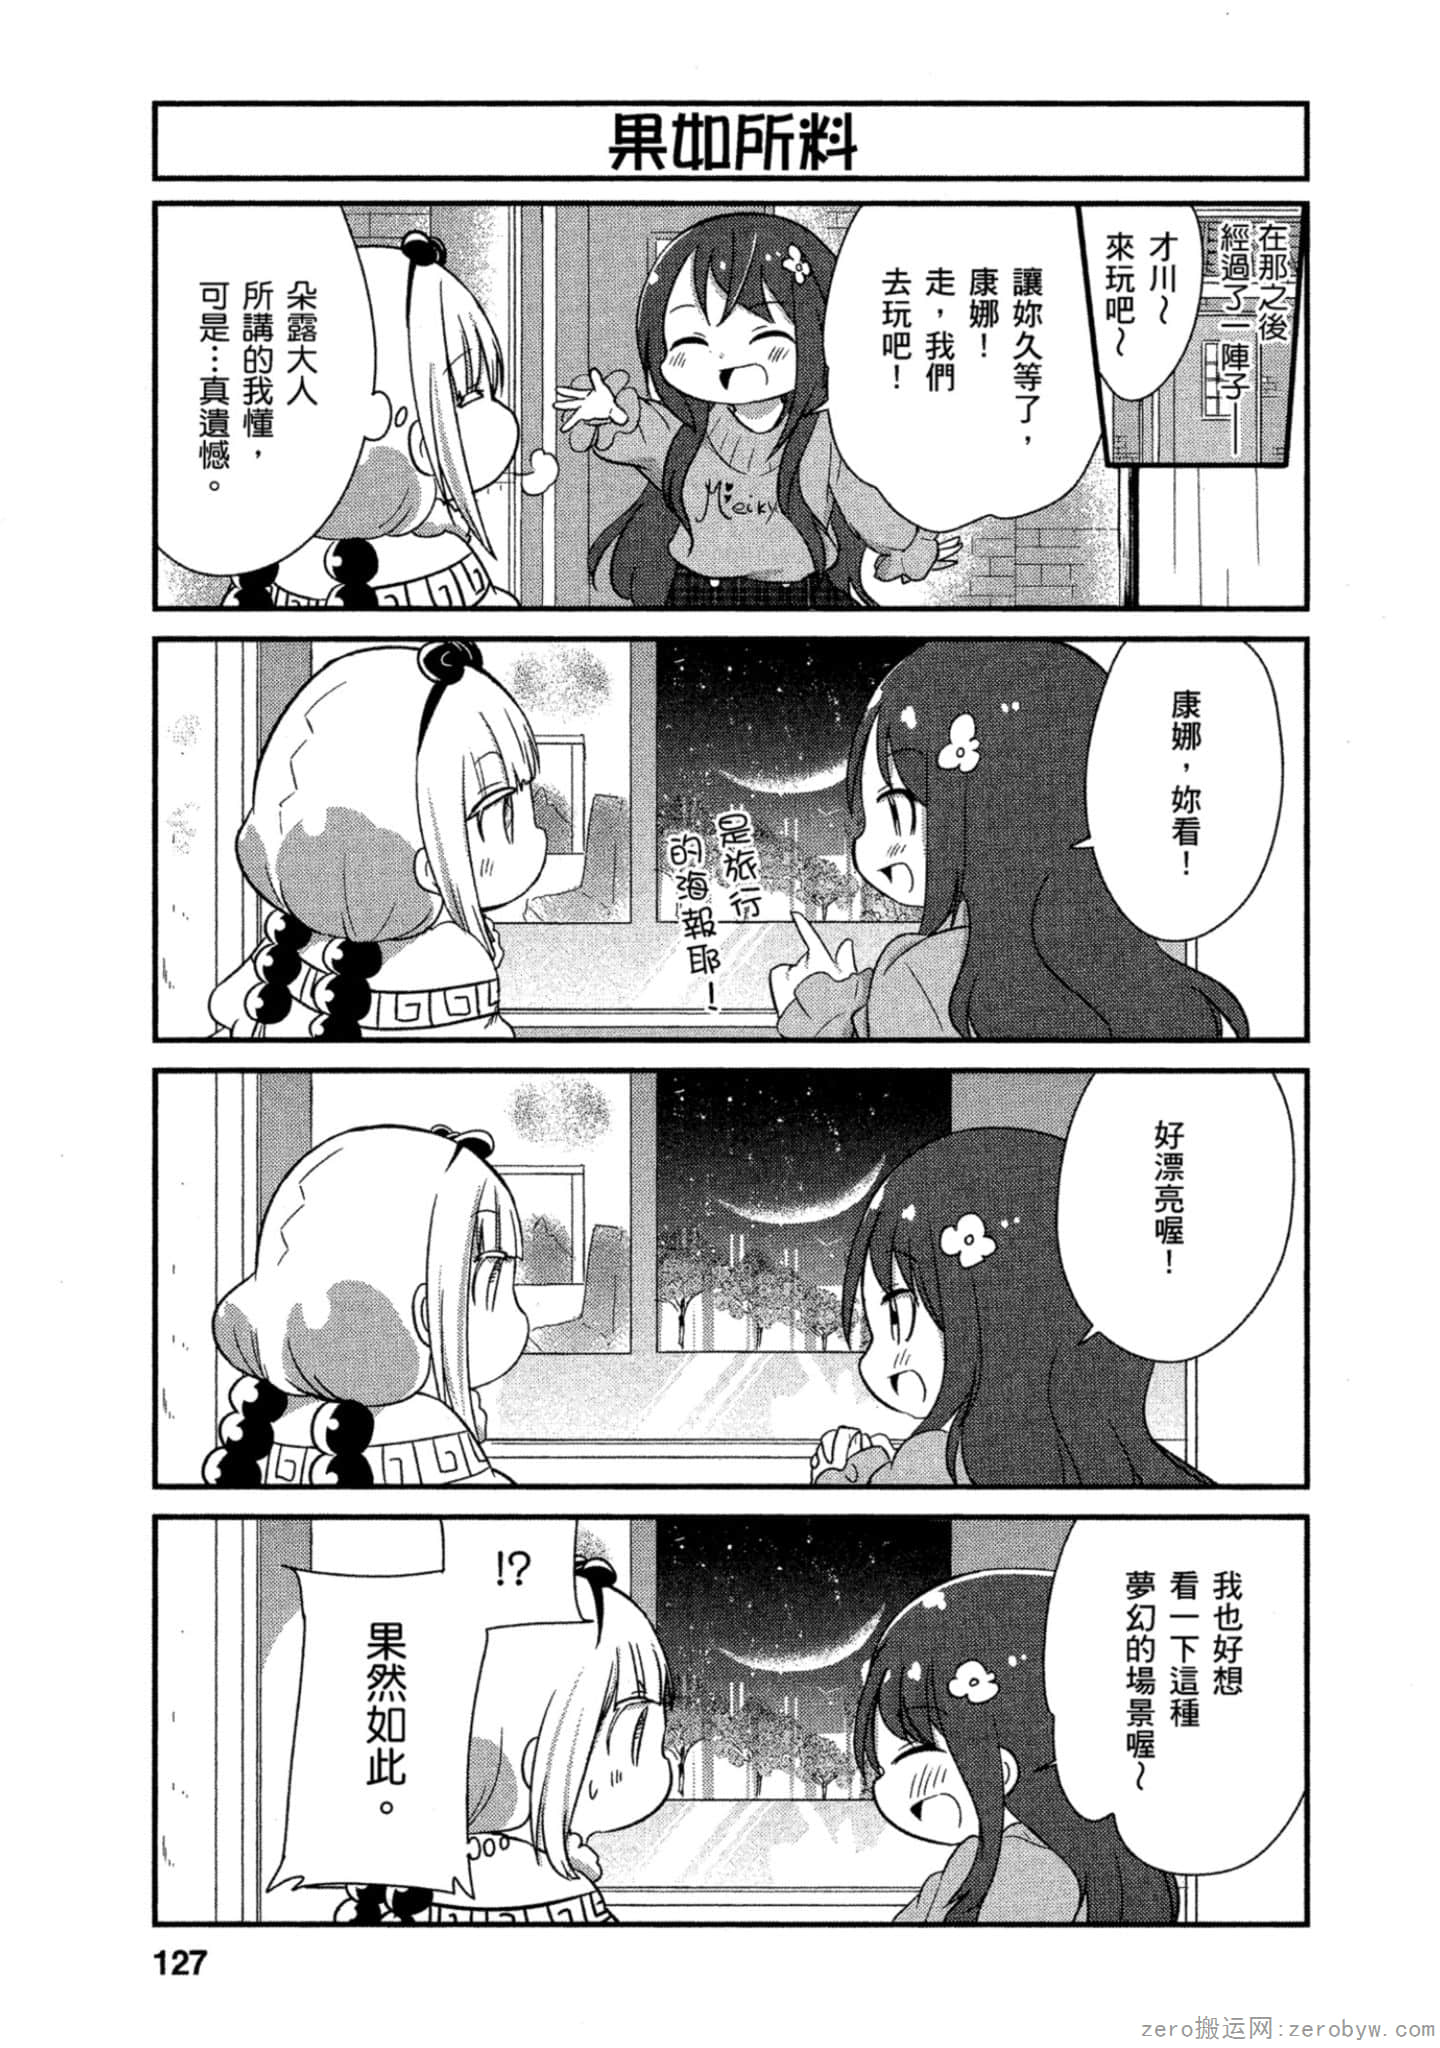 果如所料
在那之後
經過了一陣子——
才川～
來玩吧～
讓妳久等了，
康娜！
走，我們
去玩吧！
Meiky
朵露大人
所講的我懂，
可是…真遺憾。
康娜，妳看！
是旅行
的海報耶！
好漂亮喔！
我也好想
看一下這種
夢幻的場景喔～
!?
果然如此。
127
zero搬运网:zerobyw.com